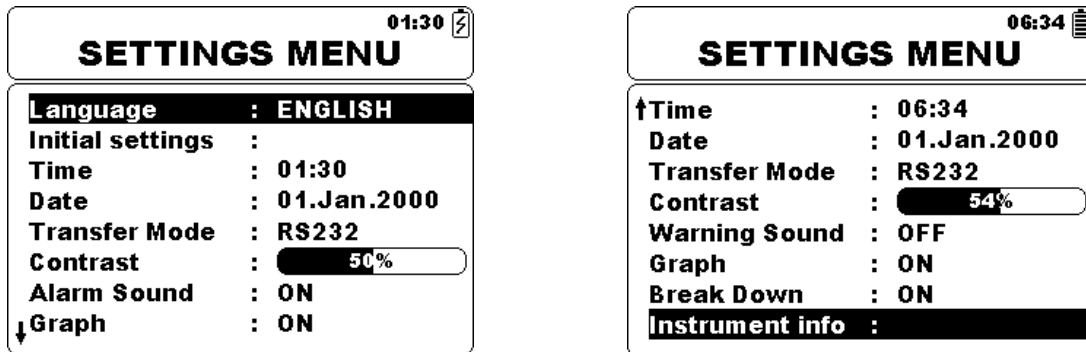 01:30
SETTINGS MENU
Language : ENGLISH
Initial settings :
Time : 01:30
Date : 01.Jan.2000
Transfer Mode : RS232
Contrast : 50%
Alarm Sound : ON
Graph : ON
06:34
SETTINGS MENU
Time : 06:34
Date : 01.Jan.2000
Transfer Mode : RS232
Contrast : 54%
Warning Sound : OFF
Graph : ON
Break Down : ON
Instrument info :